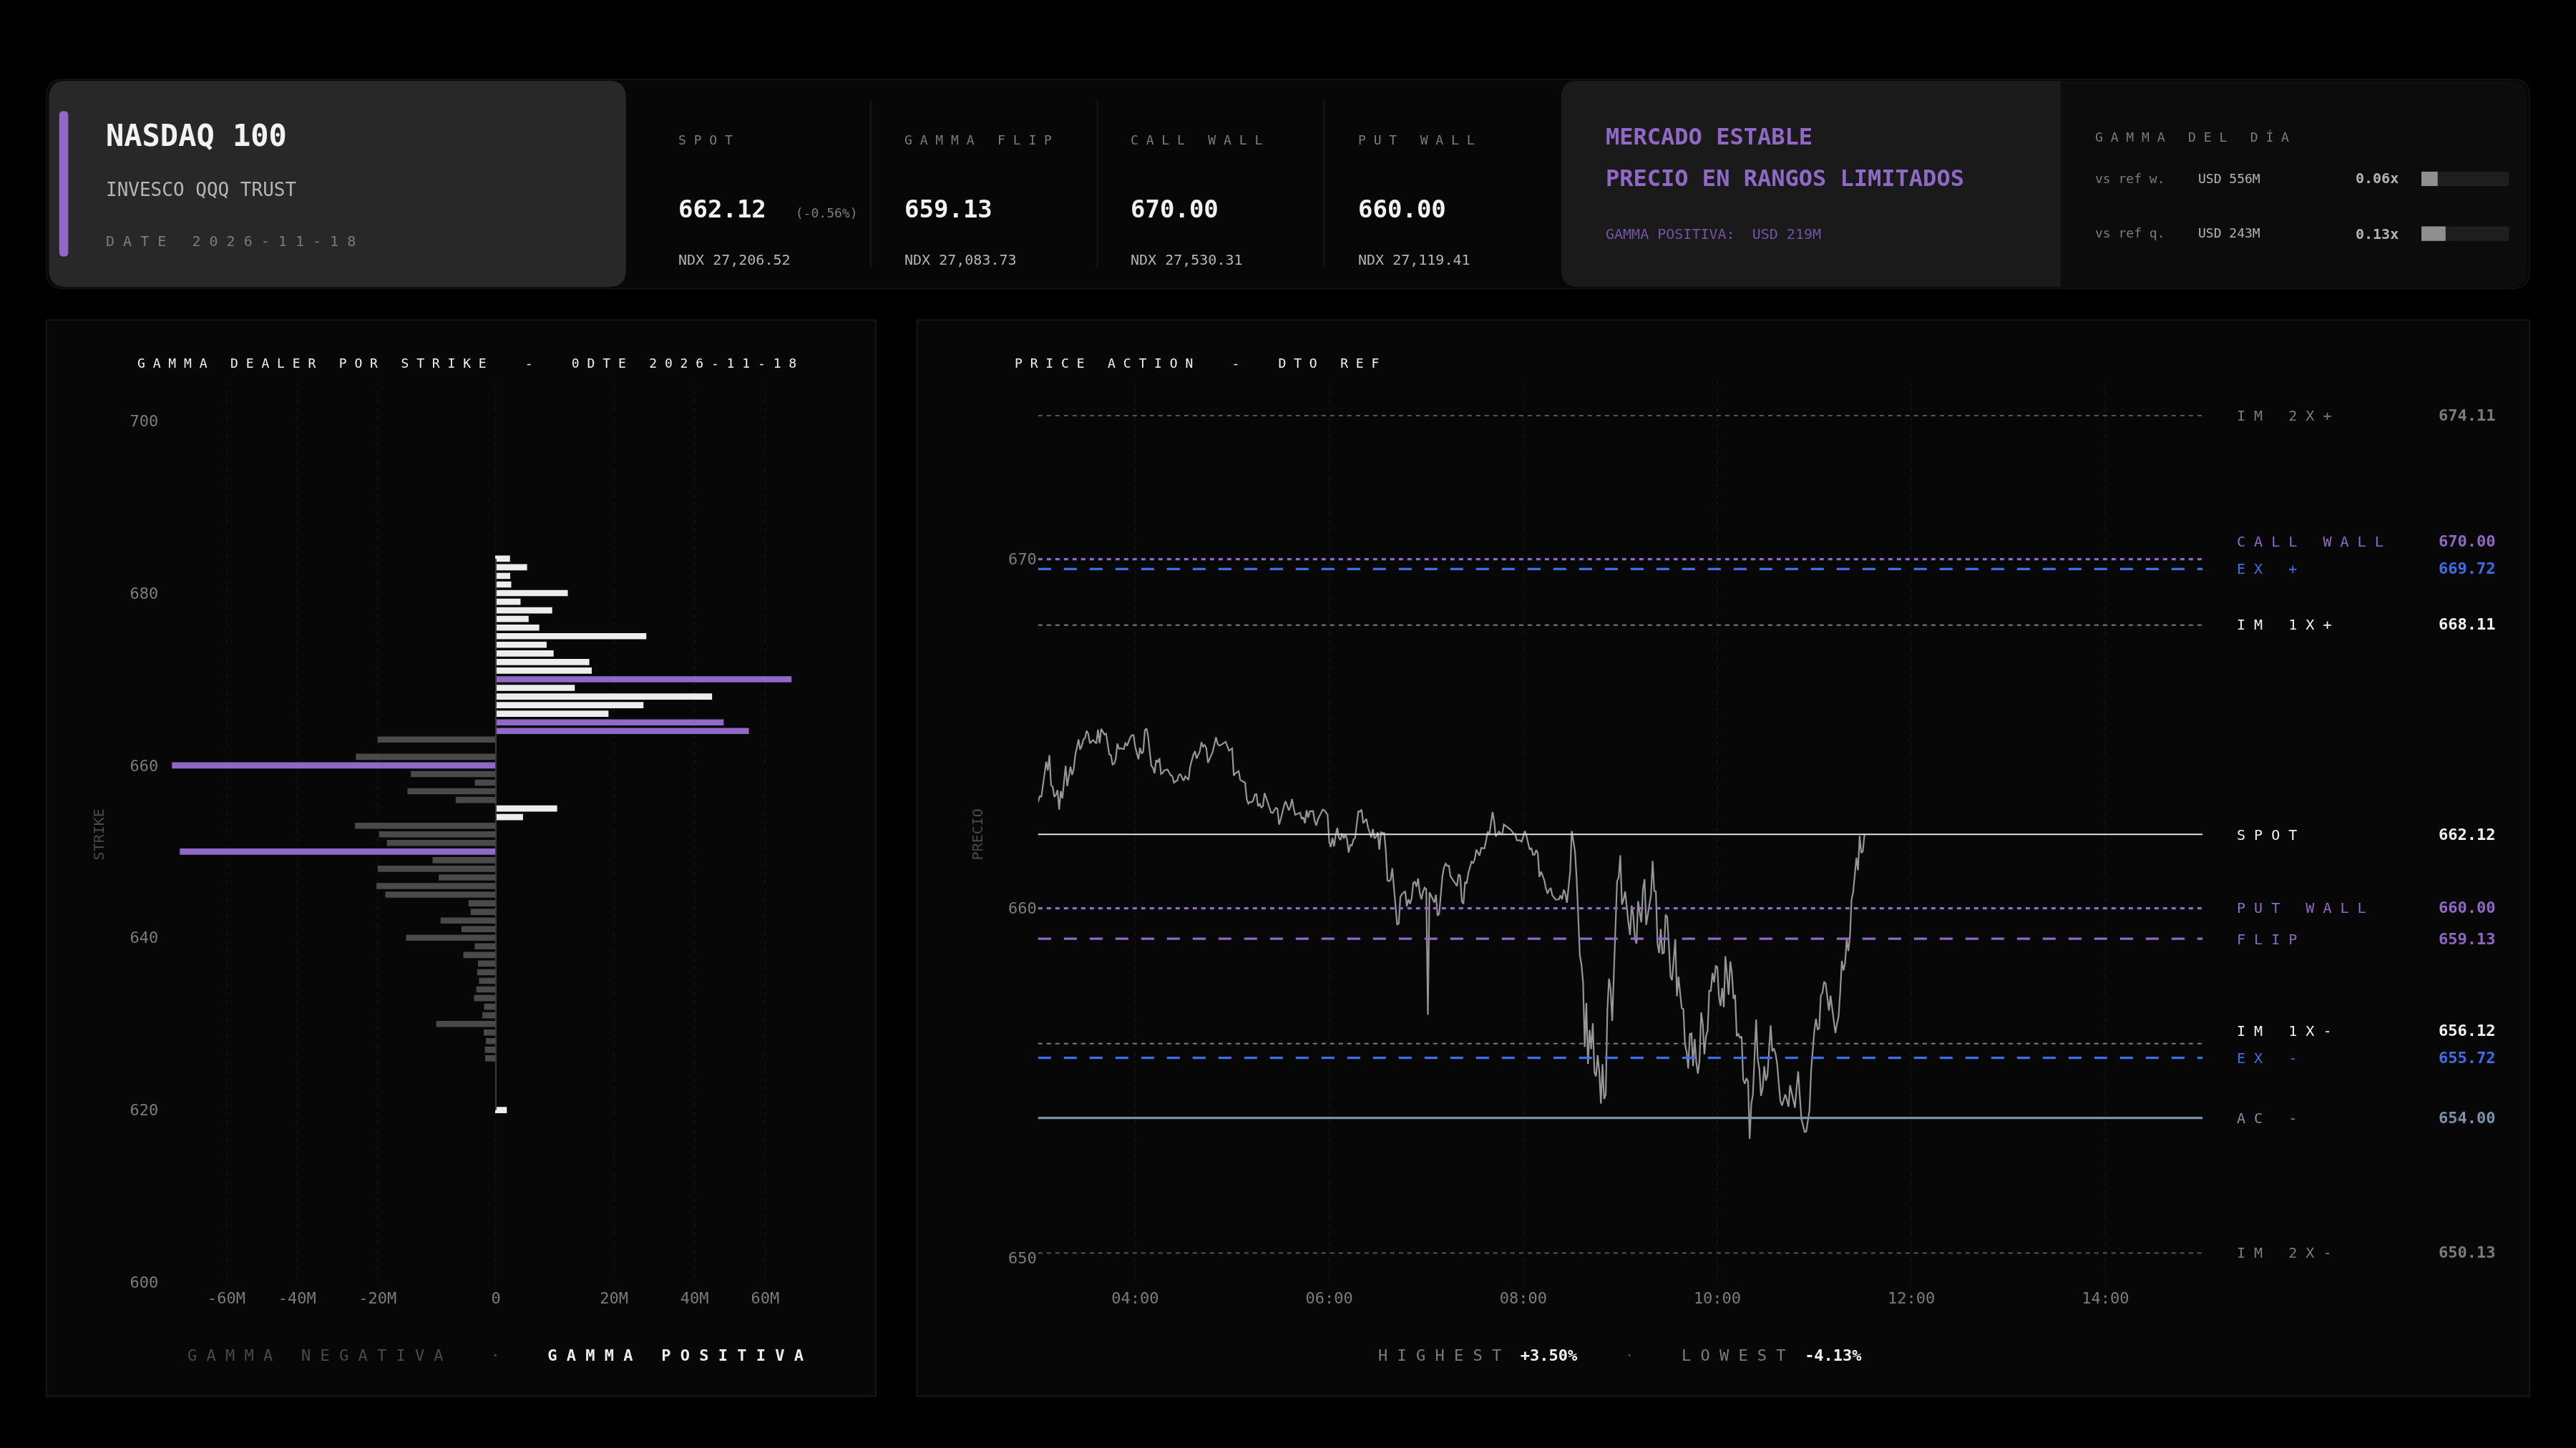 NASDAQ 100
INVESCO QQQ TRUST
DATE 2026-11-18
SPOT
662.12 (-0.56%)
NDX 27,206.52
GAMMA FLIP
659.13
NDX 27,083.73
CALL WALL
670.00
NDX 27,530.31
PUT WALL
660.00
NDX 27,119.41
MERCADO ESTABLE
PRECIO EN RANGOS LIMITADOS
GAMMA POSITIVA: USD 219M
GAMMA DEL DÍA
vs ref w. USD 556M 0.06x
vs ref q. USD 243M 0.13x
GAMMA DEALER POR STRIKE - 0DTE 2026-11-18
700
680
660
640
620
600
STRIKE
-60M -40M -20M 0 20M 40M 60M
GAMMA NEGATIVA · GAMMA POSITIVA
PRICE ACTION - DTO REF
670
660
650
PRECIO
IM 2X+ 674.11
CALL WALL 670.00
EX + 669.72
IM 1X+ 668.11
SPOT 662.12
PUT WALL 660.00
FLIP 659.13
IM 1X- 656.12
EX - 655.72
AC - 654.00
IM 2X- 650.13
04:00 06:00 08:00 10:00 12:00 14:00
HIGHEST +3.50% · LOWEST -4.13%